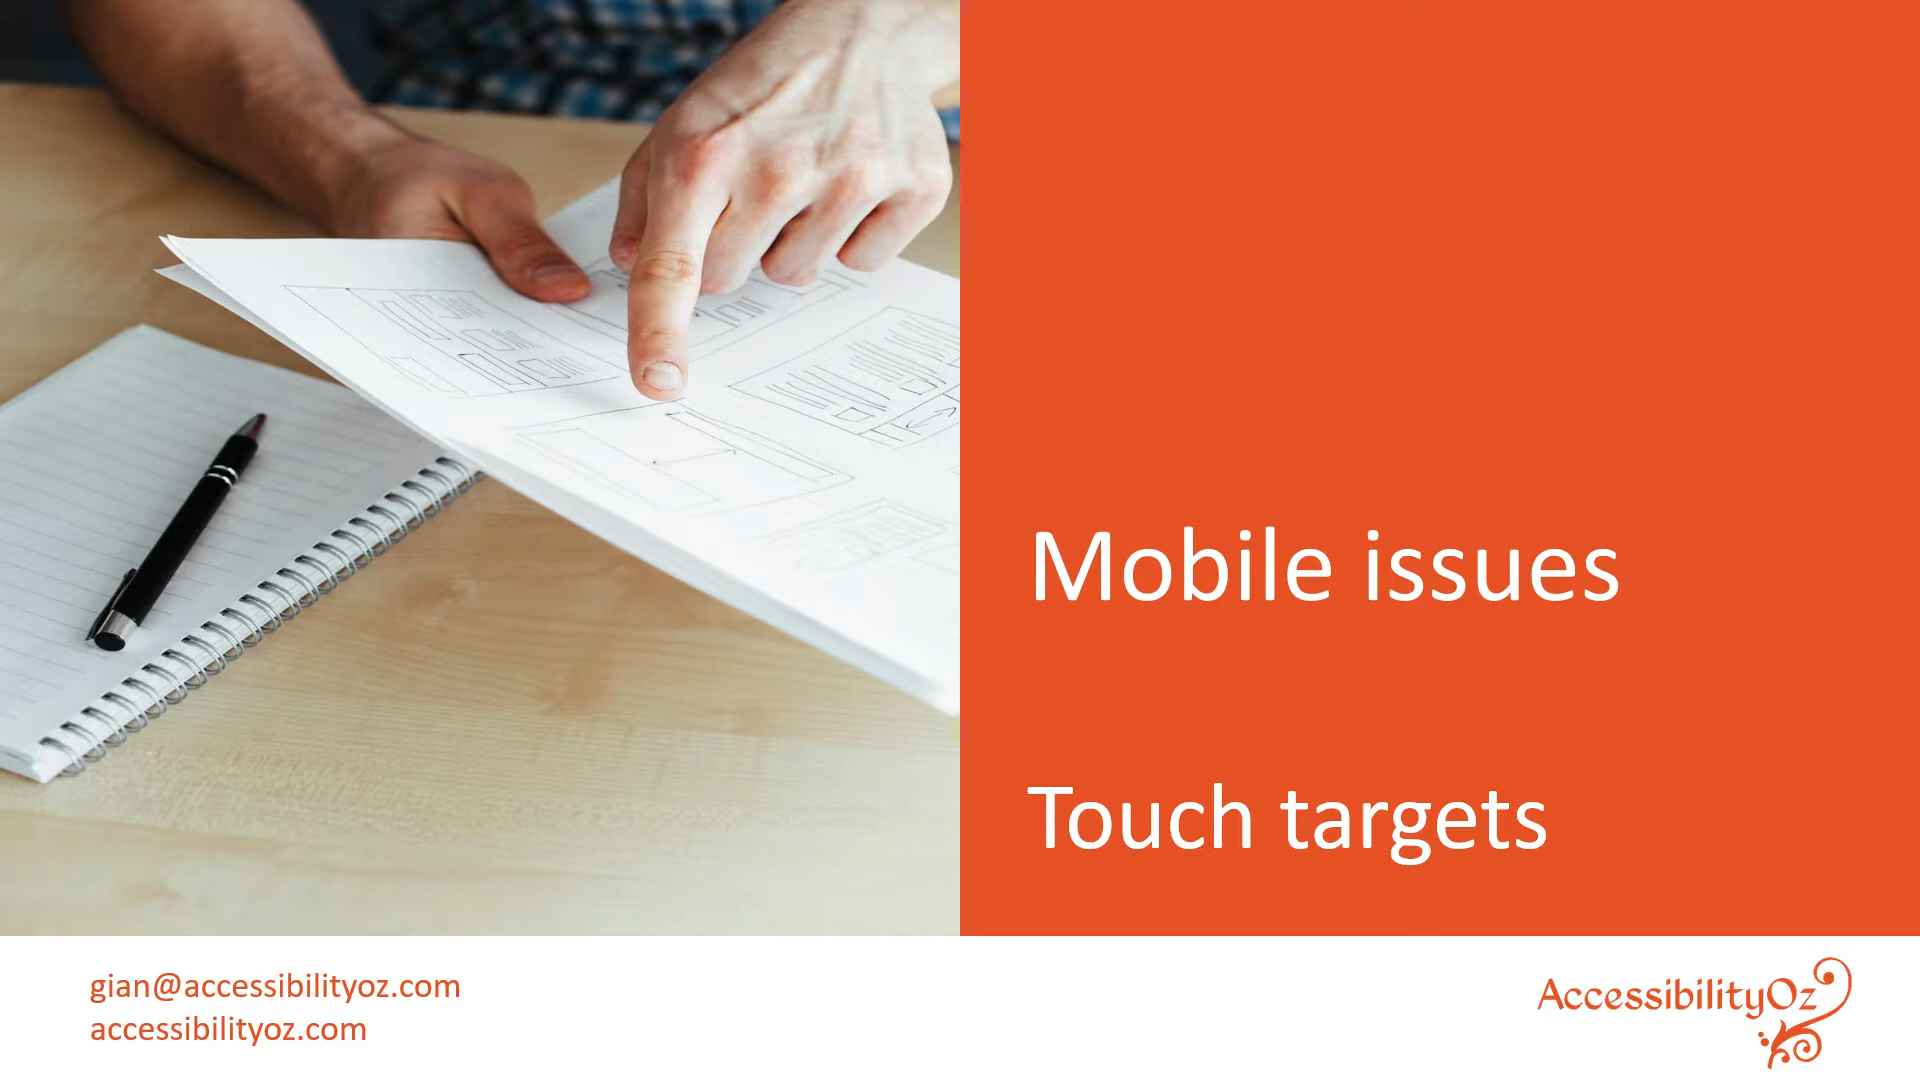 Mobile issues
Touch targets
gian@accessibilityoz.com
accessibilityoz.com
AccessibilityOz